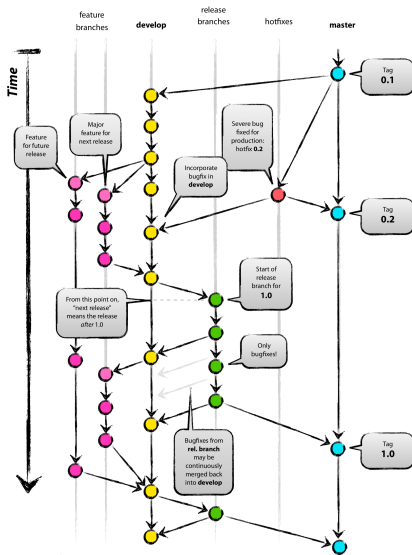 feature
branches
develop
release
branches
hotfixes
master
Time
Tag
0.1
Feature
for future
release
Major
feature for
next release
Severe bug
fixed for
production:
hotfix 0.2
Incorporate
bugfix in
develop
Tag
0.2
From this point on,
"next release"
means the release
after 1.0
Start of
release
branch for
1.0
Only
bugfixes!
Bugfixes from
rel. branch
may be
continuously
merged back
into develop
Tag
1.0